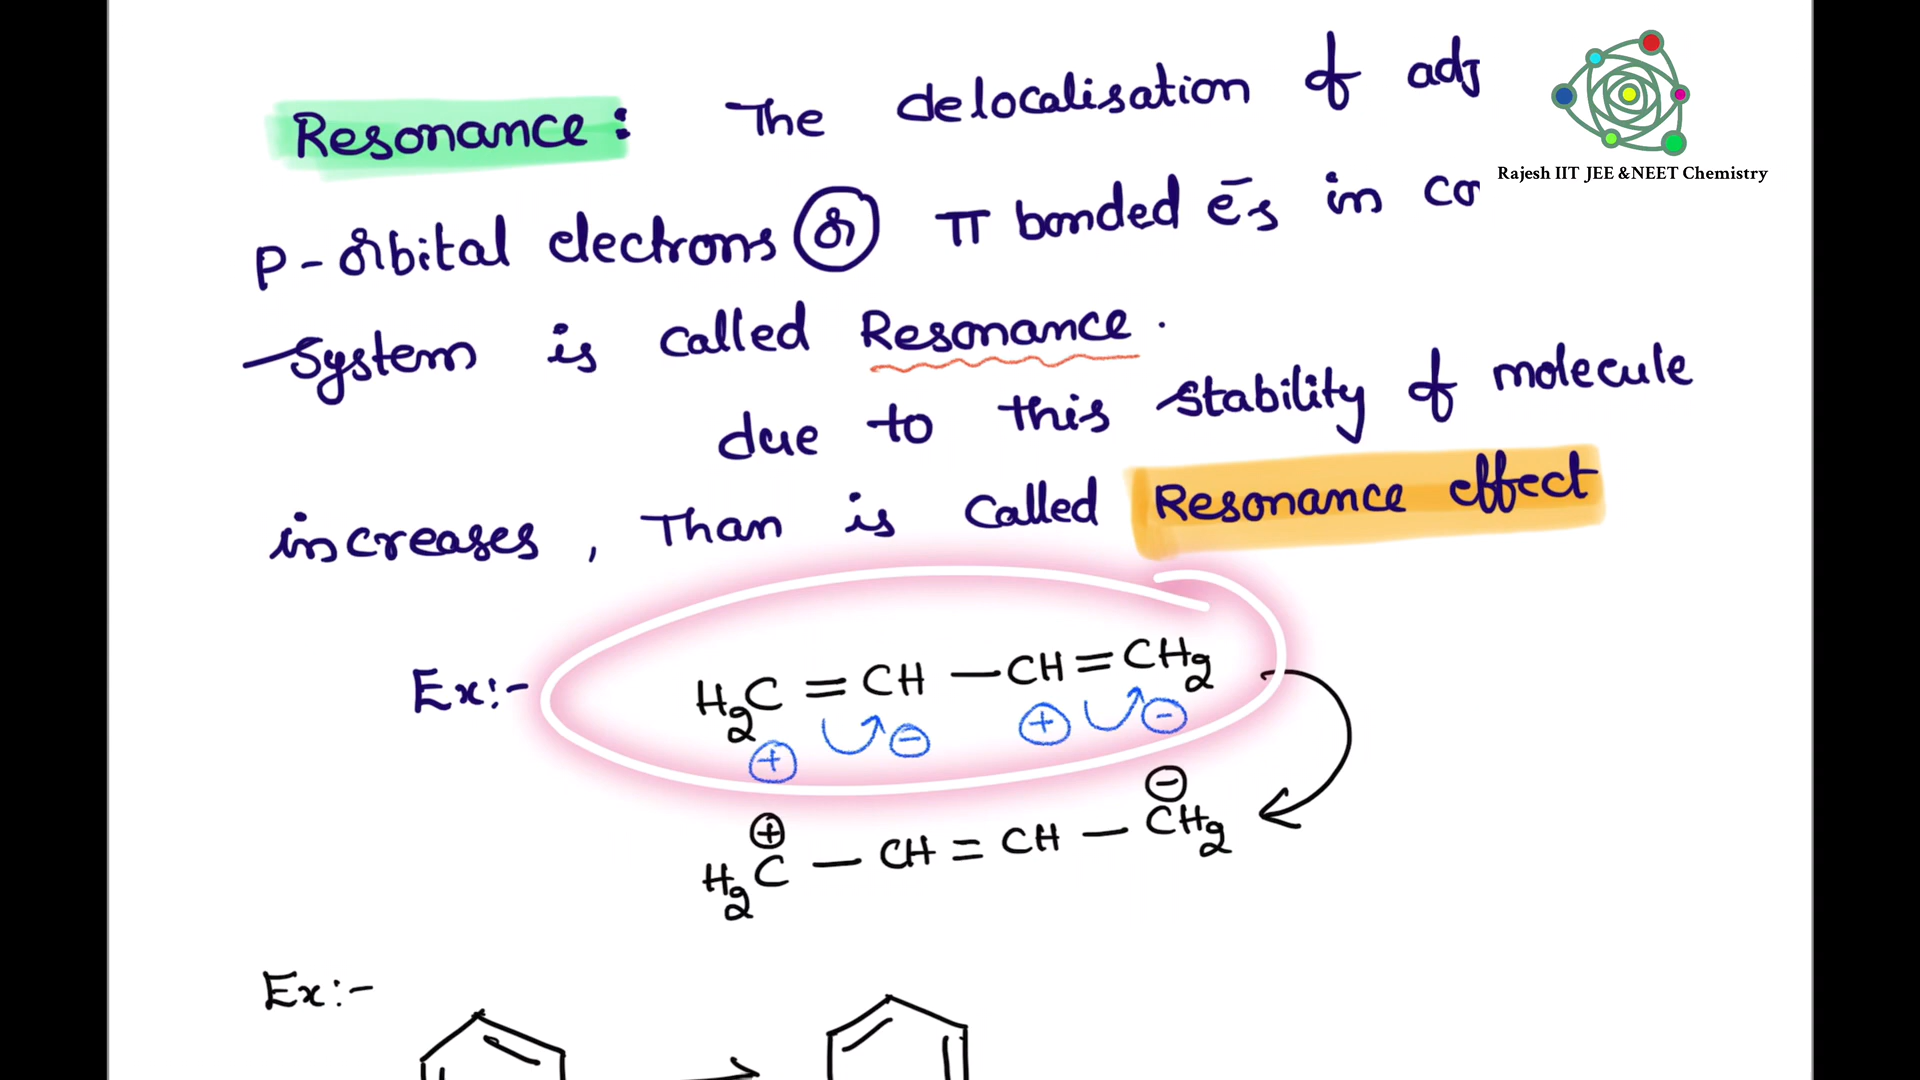 Resonance: The delocalisation of adj
Rajesh IIT JEE &NEET Chemistry
P-orbital electrons or π bonded ēs in co
System is called Resonance.
due to this stability of molecule
increases, Than is called Resonance effect
Ex:- H₂C=CH-CH=CH₂
⊕ ⊖ ⊕ ⊖
⊕ ⊖
H₂C-CH=CH-CH₂
Ex:-